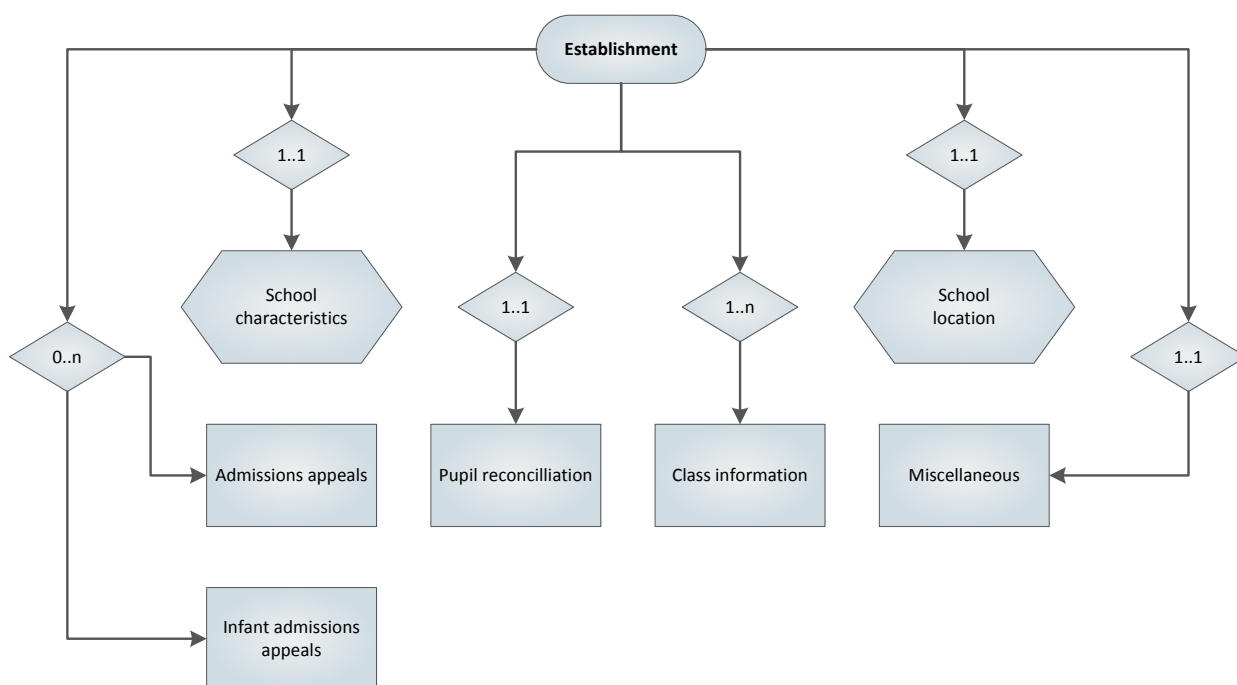 Establishment
1..1
1..1
School
characteristics
1..1
1..n
School
location
0..n
1..1
Admissions appeals
Pupil reconcilliation
Class information
Miscellaneous
Infant admissions
appeals